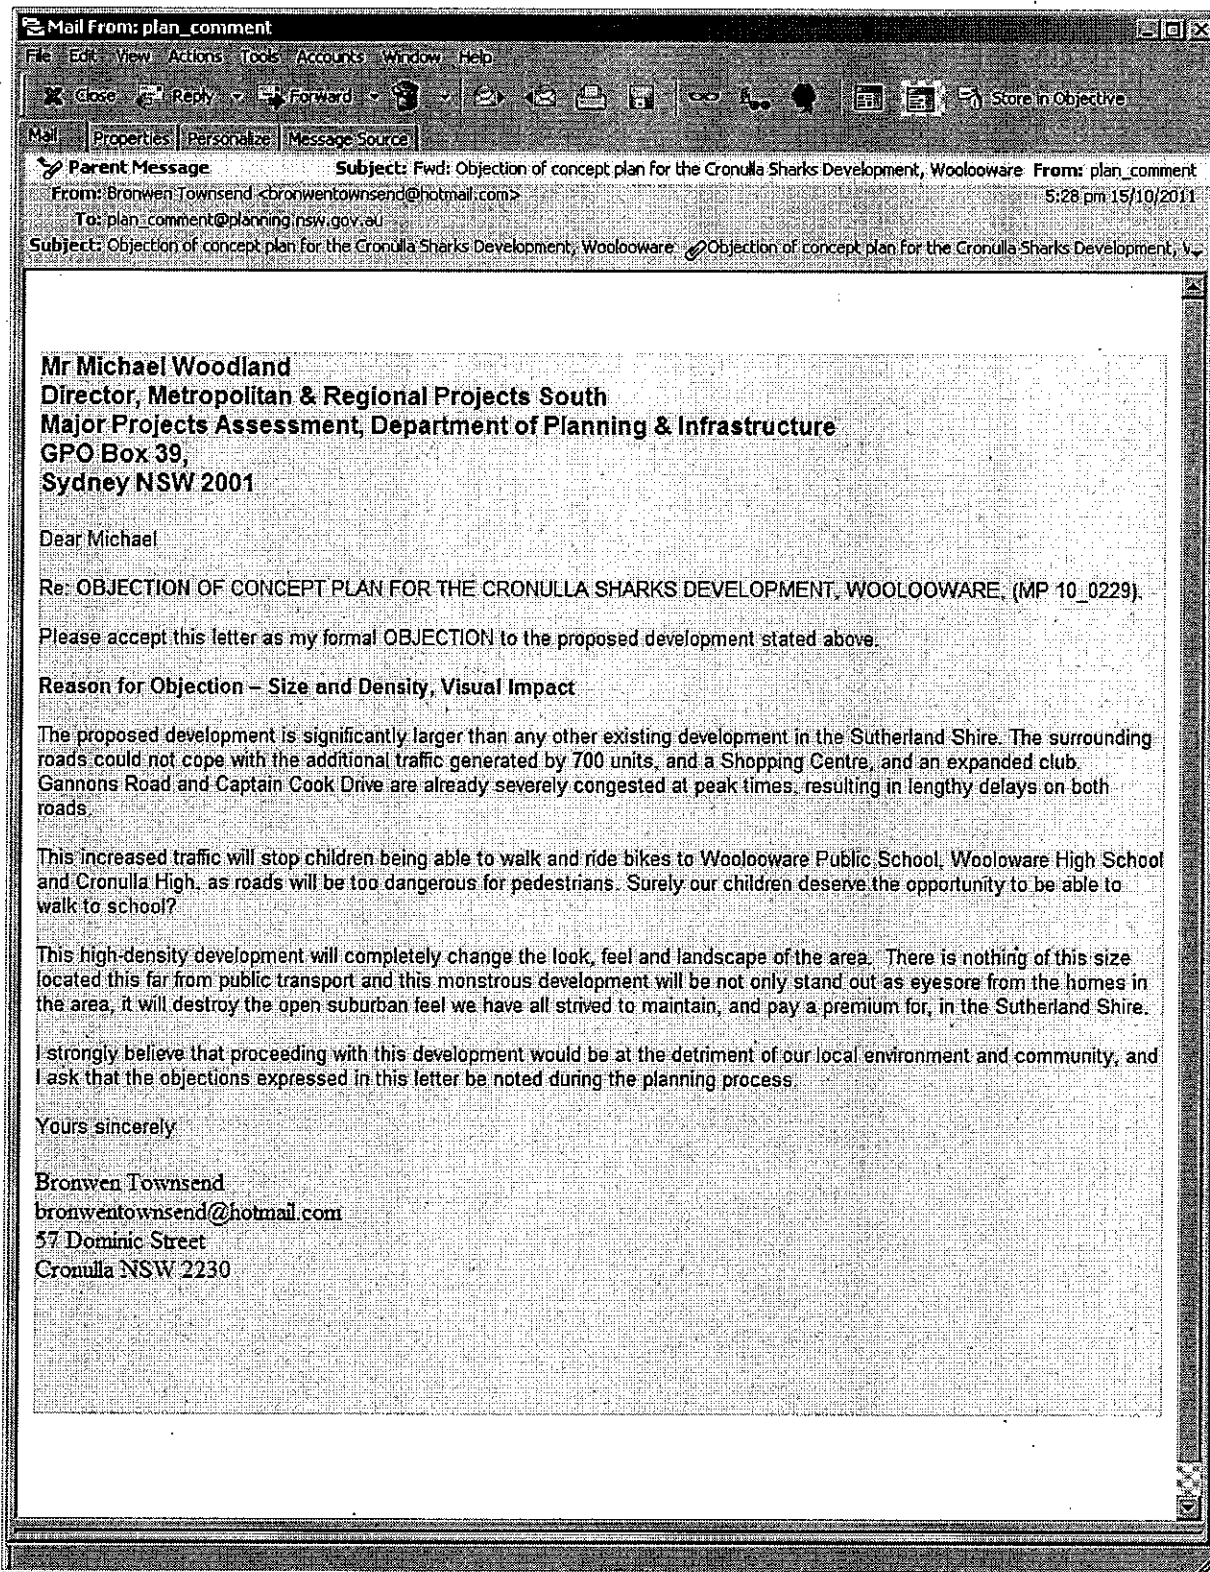 Mail From: plan_comment
File Edit View Actions Tools Accounts Window Help
Close Reply Forward Store in Objective
Mail Properties Personalize Message Source
Parent Message Subject: Fwd: Objection of concept plan for the Cronulla Sharks Development, Woolooware From: plan_comment
From: Bronwen Townsend <bronwentownsend@hotmail.com> 5:28 pm 15/10/2011
To: plan_comment@planning.nsw.gov.au
Subject: Objection of concept plan for the Cronulla Sharks Development, Woolooware Objection of concept plan for the Cronulla Sharks Development, W
Mr Michael Woodland
Director, Metropolitan & Regional Projects South
Major Projects Assessment, Department of Planning & Infrastructure
GPO Box 39,
Sydney NSW 2001
Dear Michael
Re: OBJECTION OF CONCEPT PLAN FOR THE CRONULLA SHARKS DEVELOPMENT, WOOLOOWARE, (MP 10_0229).
Please accept this letter as my formal OBJECTION to the proposed development stated above.
Reason for Objection – Size and Density, Visual Impact
The proposed development is significantly larger than any other existing development in the Sutherland Shire. The surrounding
roads could not cope with the additional traffic generated by 700 units, and a Shopping Centre, and an expanded club.
Gannons Road and Captain Cook Drive are already severely congested at peak times, resulting in lengthy delays on both
roads.
This increased traffic will stop children being able to walk and ride bikes to Woolooware Public School, Wooloware High School
and Cronulla High, as roads will be too dangerous for pedestrians. Surely our children deserve the opportunity to be able to
walk to school?
This high-density development will completely change the look, feel and landscape of the area. There is nothing of this size
located this far from public transport and this monstrous development will be not only stand out as eyesore from the homes in
the area, it will destroy the open suburban feel we have all strived to maintain, and pay a premium for, in the Sutherland Shire.
I strongly believe that proceeding with this development would be at the detriment of our local environment and community, and
I ask that the objections expressed in this letter be noted during the planning process.
Yours sincerely
Bronwen Townsend
bronwentownsend@hotmail.com
57 Dominic Street
Cronulla NSW 2230